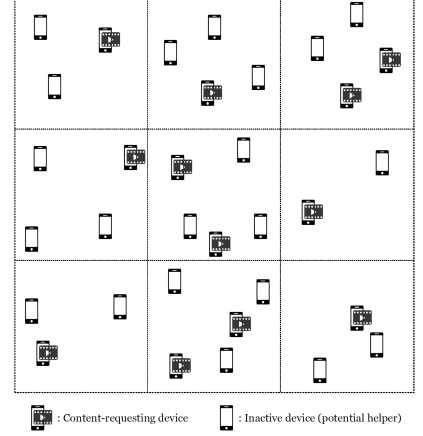 : Content-requesting device : Inactive device (potential helper)